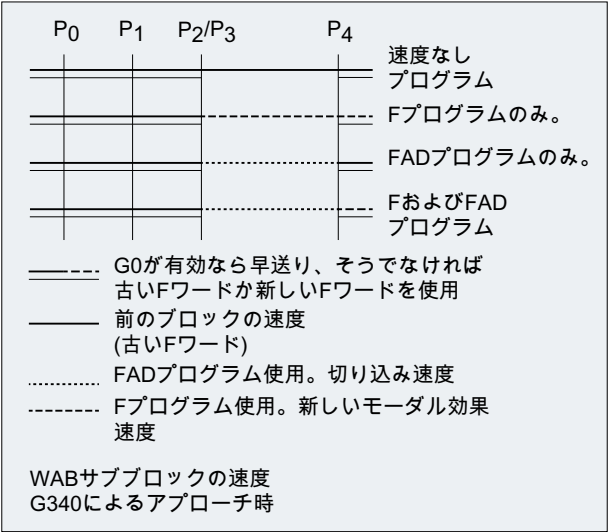 P0 P1 P2/P3 P4
速度なし
プログラム
Fプログラムのみ。
FADプログラムのみ。
FおよびFAD
プログラム
G0が有効なら早送り、そうでなければ
古いFワードか新しいFワードを使用
前のブロックの速度
(古いFワード)
FADプログラム使用。切り込み速度
Fプログラム使用。新しいモーダル効果
速度
WABサブブロックの速度
G340によるアプローチ時